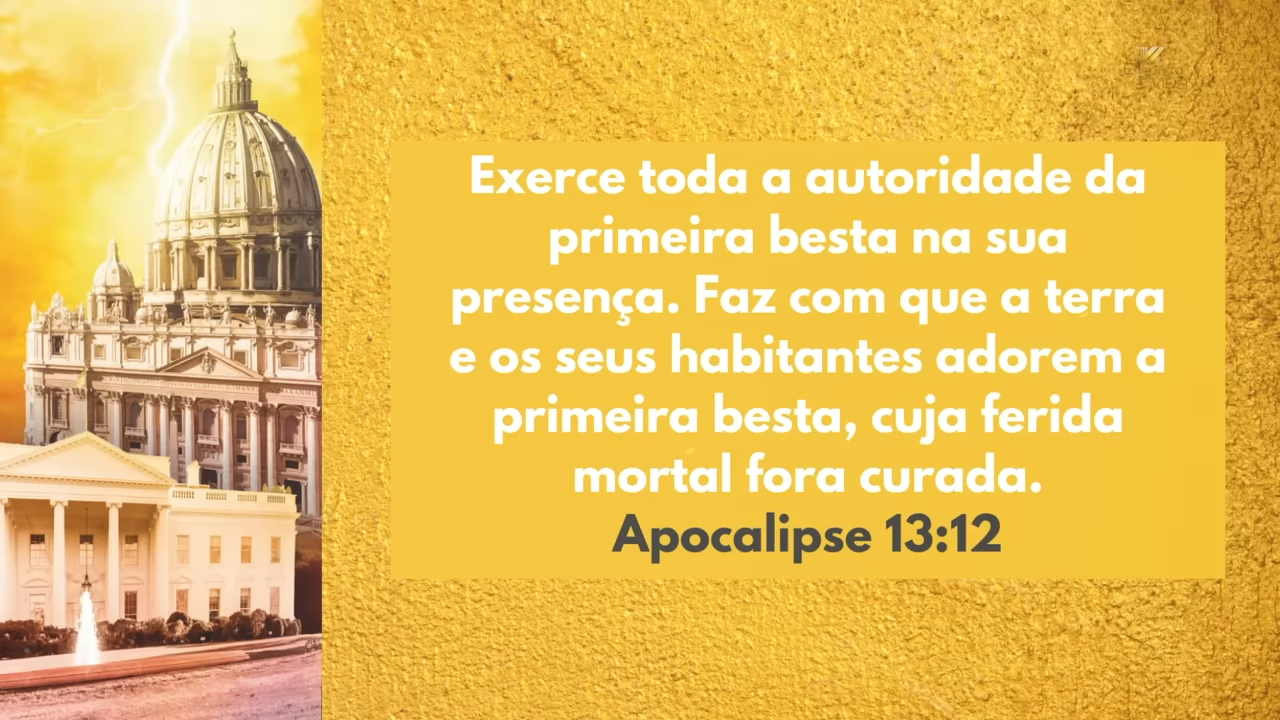 Exerce toda a autoridade da
primeira besta na sua
presença. Faz com que a terra
e os seus habitantes adorem a
primeira besta, cuja ferida
mortal fora curada.
Apocalipse 13:12